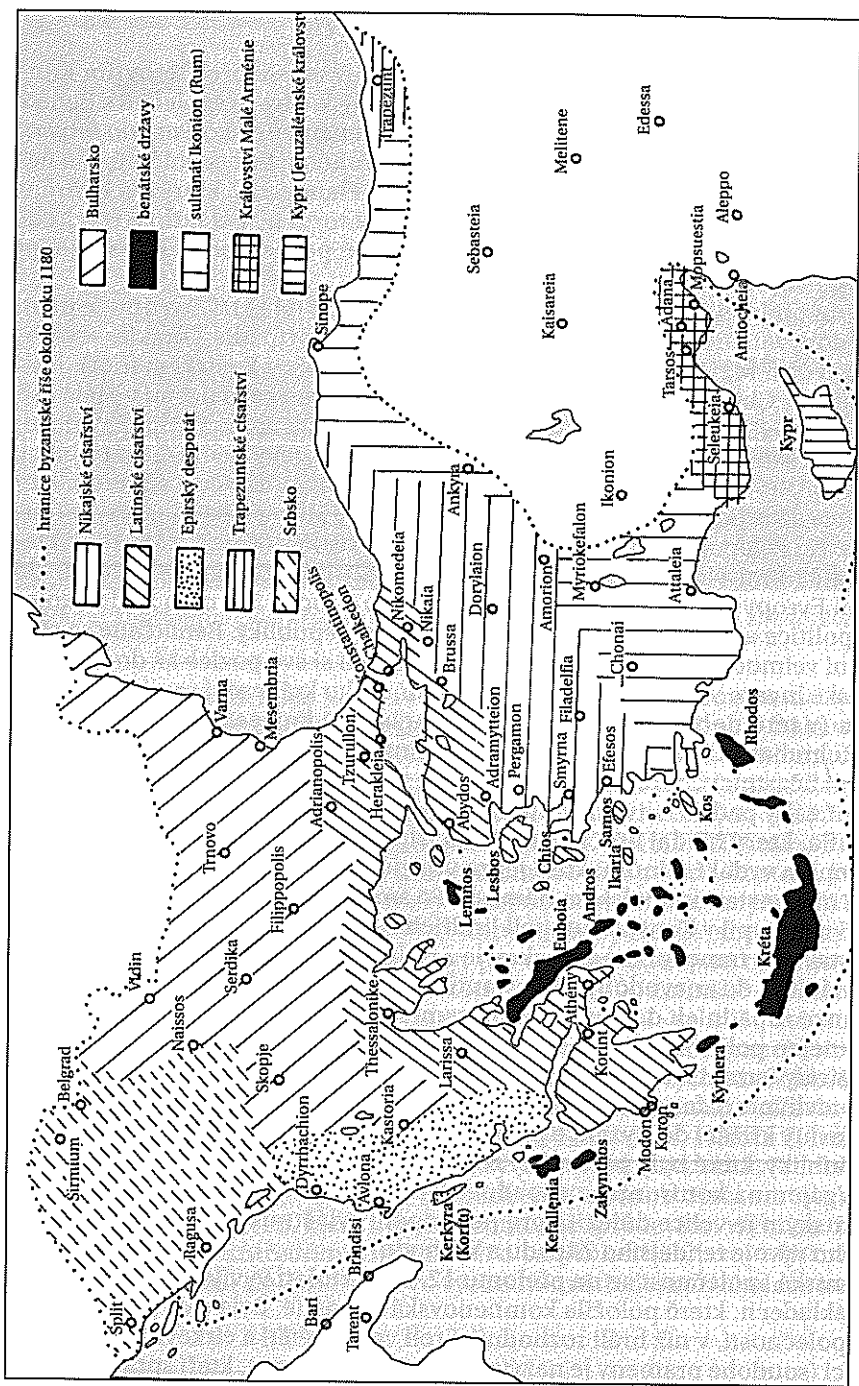 hranice byzantské říše okolo roku 1180
Nikajské císařství
Latinské císařství
Epirský despotát
Trapezuntské císařství
Srbsko
Bulharsko
benátské državy
sultanát Ikonion (Rum)
Království Malé Arménie
Kypr (Jeruzalémské královst
Split
Sirmium
Belgrad
Ragusa
Vidin
Naissos
Serdika
Trnovo
Varna
Mesembria
Skopje
Filippopolis
Adrianopolis
Bari
Tarent
Brindisi
Dyrrhachion
Avlona
Kastoria
Thessalonike
Tzurullon
Herakleia
Konstantinopolis
Chalkedon
Nikomedeia
Nikaia
Brussa
Sinope
Trapezunt
Kerkyra
(Korfu)
Larissa
Lemnos
Abydos
Adramytteion
Lesbos
Pergamon
Dorylaion
Ankyra
Sebasteia
Kaisareia
Melitene
Edessa
Kefallenia
Zakynthos
Modon
Koron
Korint
Athény
Euboia
Andros
Chios
Smyrna
Filadelfia
Amorion
Myriokefalon
Ikonion
Efesos
Samos
Ikaria
Chonai
Attaleia
Seleukeia
Tarsos
Adana
Mopsuestia
Antiocheia
Aleppo
Kythera
Kréta
Kos
Rhodos
Kypr